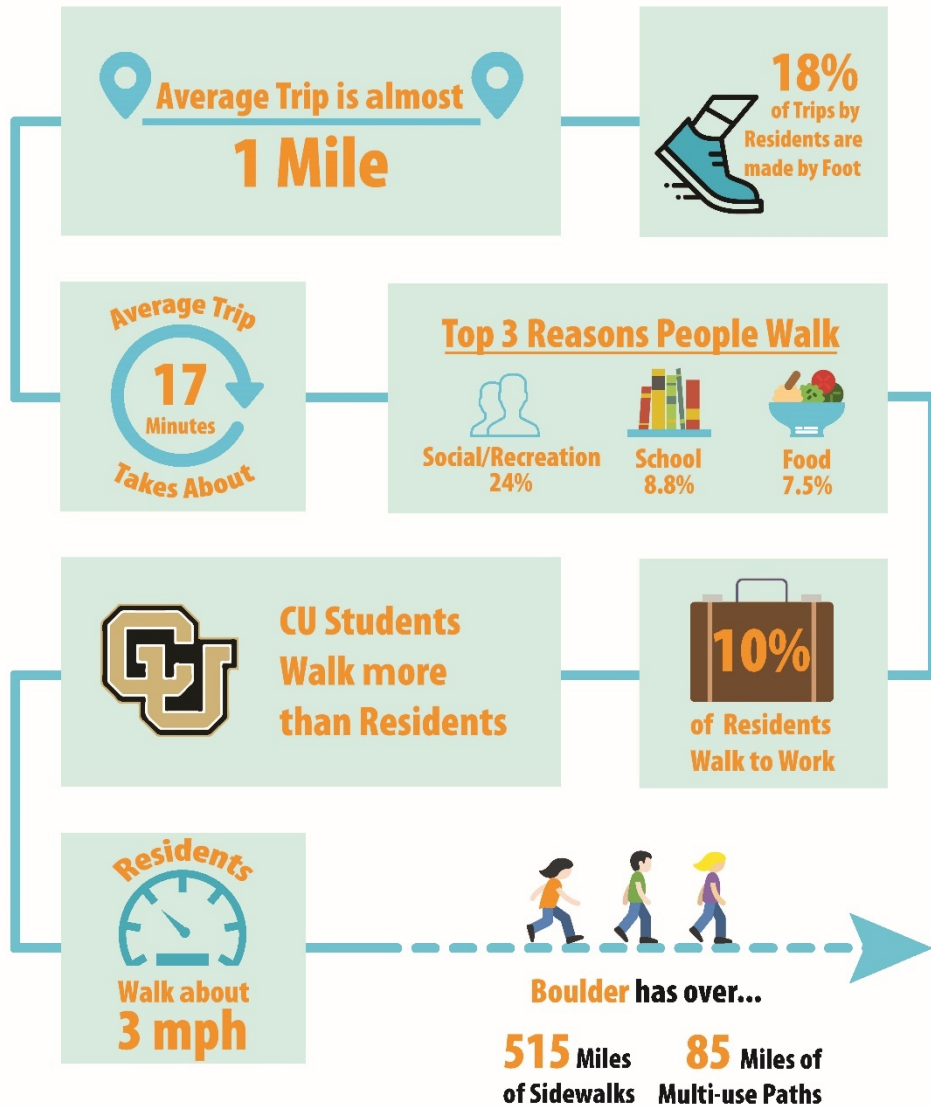 Average Trip is almost
1 Mile
18%
of Trips by
Residents are
made by Foot
Average Trip
17
Minutes
Takes About
Top 3 Reasons People Walk
Social/Recreation
24%
School
8.8%
Food
7.5%
CU
CU Students
Walk more
than Residents
10%
of Residents
Walk to Work
Residents
Walk about
3 mph
Boulder has over...
515 Miles
of Sidewalks
85 Miles of
Multi-use Paths